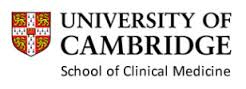 UNIVERSITY OF
CAMBRIDGE
School of Clinical Medicine